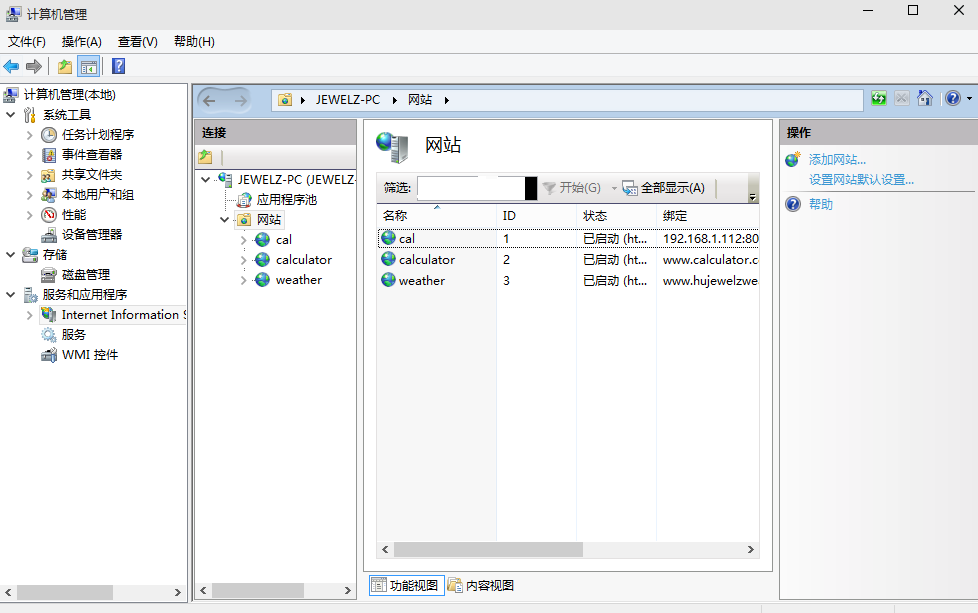 计算机管理
文件(F) 操作(A) 查看(V) 帮助(H)
计算机管理(本地)
系统工具
任务计划程序
事件查看器
共享文件夹
本地用户和组
性能
设备管理器
存储
磁盘管理
服务和应用程序
Internet Information S
服务
WMI 控件
JEWELZ-PC 网站
连接
JEWELZ-PC (JEWELZ-
应用程序池
网站
cal
calculator
weather
网站
筛选: 开始(G) 全部显示(A)
名称 ID 状态 绑定
cal 1 已启动 (ht... 192.168.1.112:80
calculator 2 已启动 (ht... www.calculator.c
weather 3 已启动 (ht... www.hujewelzwe
功能视图 内容视图
操作
添加网站...
设置网站默认设置...
帮助